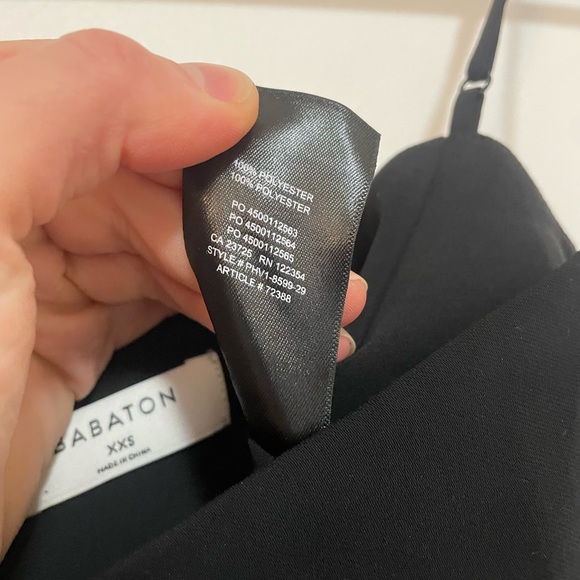 100% POLYESTER
100% POLYESTER
PO 4500112563
PO 4500112564
PO 4500112565
CA 23725 RN 122354
STYLE # PHV1-8599-29
ARTICLE # 72388
BABATON
XXS
MADE IN CHINA